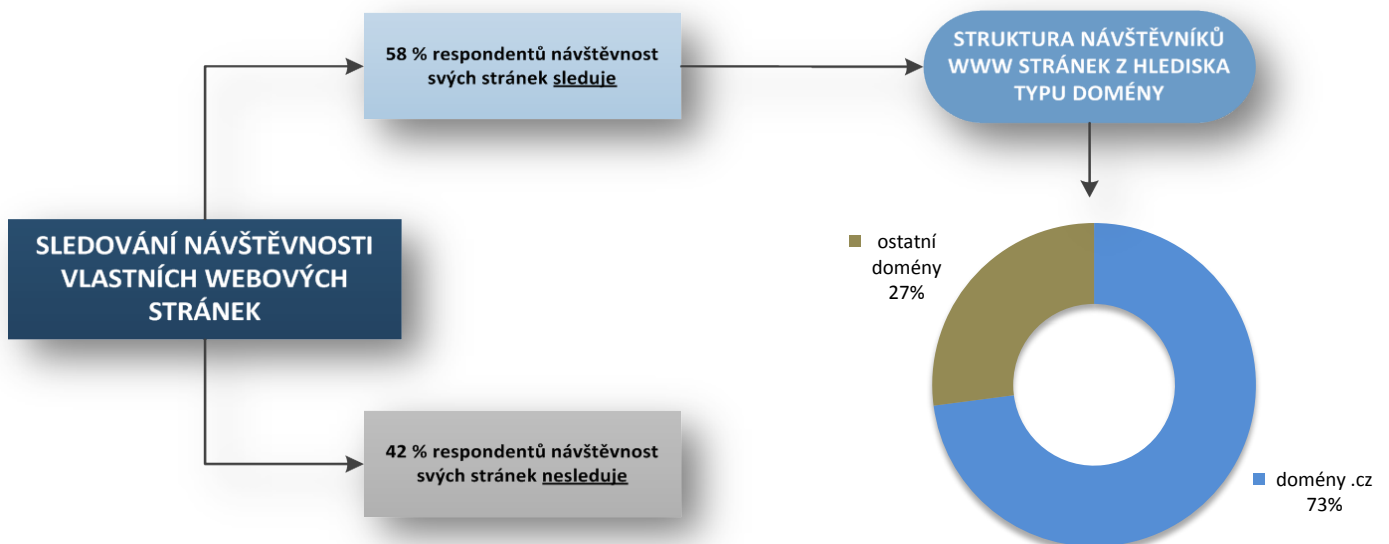 58 % respondentů návštěvnost
svých stránek sleduje
STRUKTURA NÁVŠTĚVNÍKŮ
WWW STRÁNEK Z HLEDISKA
TYPU DOMÉNY
SLEDOVÁNÍ NÁVŠTĚVNOSTI
VLASTNÍCH WEBOVÝCH
STRÁNEK
ostatní
domény
27%
42 % respondentů návštěvnost
svých stránek nesleduje
domény .cz
73%